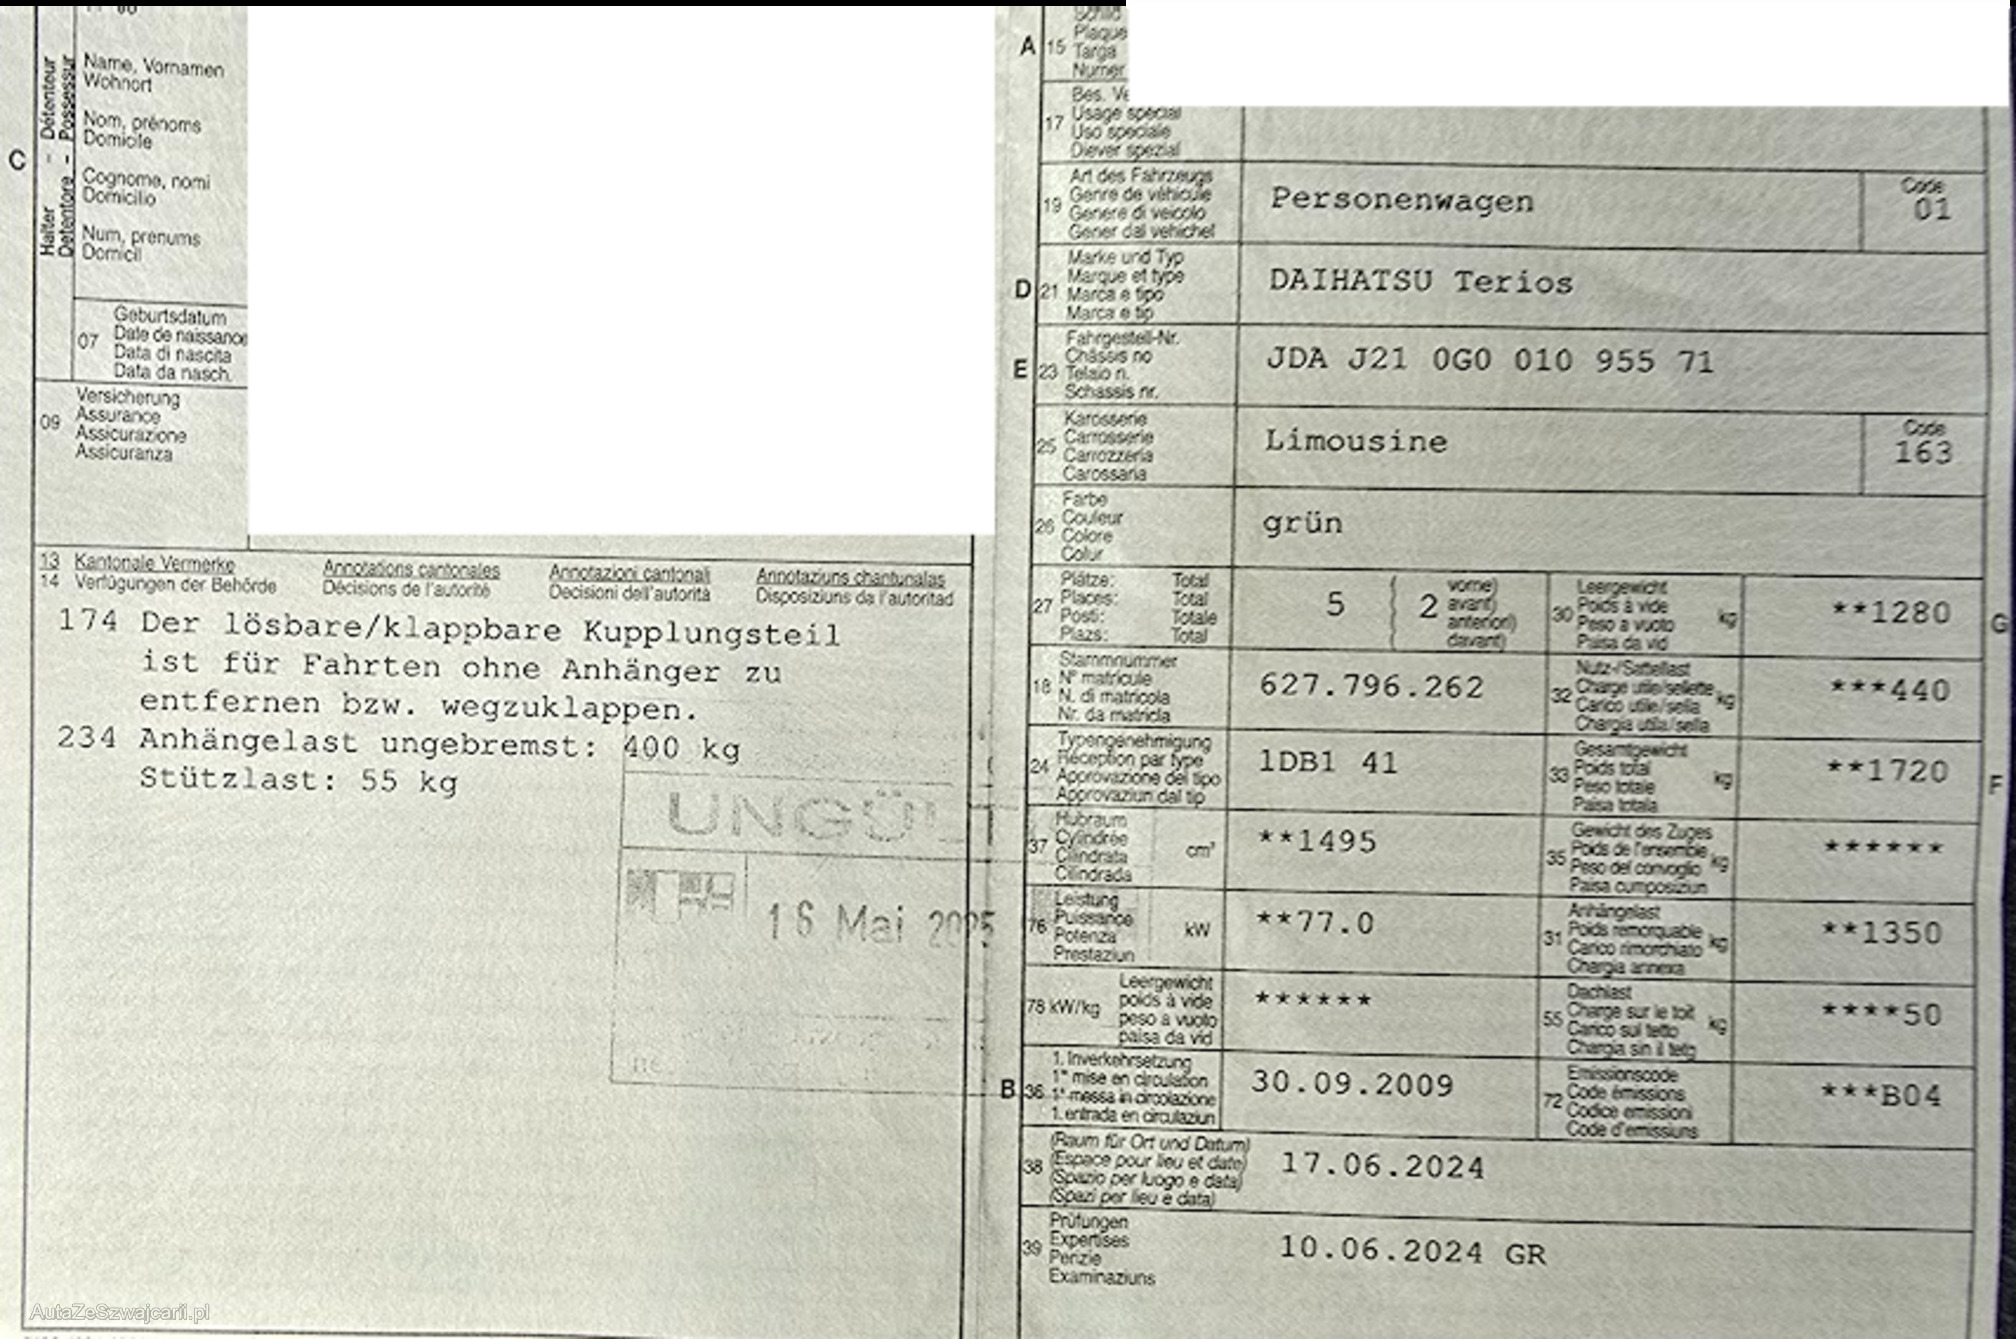 Halter - Détenteur
Detentore - Possessur
C
Name, Vornamen
Wohnort
Nom, prénoms
Domicile
Cognome, nomi
Domicilio
Num, prenums
Domicil
07
Geburtsdatum
Date de naissance
Data di nascita
Data da nasch.
09
Versicherung
Assurance
Assicurazione
Assicuranza
13 Kantonale Vermerke Annotations cantonales Annotazioni cantonali Annotaziuns chantunalas
14 Verfügungen der Behörde Décisions de l'autorité Decisioni dell'autorità Disposiziuns da l'autoritad
174 Der lösbare/klappbare Kupplungsteil
ist für Fahrten ohne Anhänger zu
entfernen bzw. wegzuklappen.
234 Anhängelast ungebremst: 400 kg
Stützlast: 55 kg
UNGÜL
16 Mai 2025
A 15
Schild
Plaque
Targa
Numer
17
Bes. Ve
Usage spécial
Uso speciale
Diever spezial
19
Art des Fahrzeugs
Genre de véhicule
Genere di veicolo
Gener dal vehichel
Personenwagen
Code
01
D 21
Marke und Typ
Marque et type
Marca e tipo
Marca e tip
DAIHATSU Terios
E 23
Fahrgestell-Nr.
Châssis no
Telaio n.
Schassis nr.
JDA J21 0G0 010 955 71
25
Karosserie
Carrosserie
Carrozzeria
Carossaria
Limousine
Code
163
26
Farbe
Couleur
Colore
Colur
grün
27
Plätze: Total
Places: Total
Posti: Totale
Plazs: Total
5 ( 2
vorne)
avant)
anteriori)
davant)
30
Leergewicht
Poids à vide
Peso a vuoto
Paisa da vid
kg
**1280
G
18
Stammnummer
N° matricule
N. di matricola
Nr. da matricla
627.796.262
32
Nutz-/Sattellast
Charge utile/sellette
Carico utile/sella
Chargia utila/sella
kg
***440
24
Typengenehmigung
Réception par type
Approvazione del tipo
Approvaziun dal tip
1DB1 41
33
Gesamtgewicht
Poids total
Peso totale
Paisa totala
kg
**1720
F
37
Hubraum
Cylindrée
Cilindrata
Cilindrada
cm³
**1495
35
Gewicht des Zuges
Poids de l'ensemble
Peso del convoglio
Paisa cumposiziun
kg
******
76
Leistung
Puissance
Potenza
Prestaziun
kW
**77.0
31
Anhängelast
Poids remorquable
Carico rimorchiato
Chargia annexa
kg
**1350
78 kW/kg
Leergewicht
poids à vide
peso a vuoto
paisa da vid
******
55
Dachlast
Charge sur le toit
Carico sul tetto
Chargia sin il tetg
kg
****50
B 36
1. Inverkehrsetzung
1re mise en circulation
1a messa in circolazione
1. entrada en circulaziun
30.09.2009
72
Emissionscode
Code émissions
Codice emissioni
Code d'emissiuns
***B04
38
(Raum für Ort und Datum)
(Espace pour lieu et date)
(Spazio per luogo e data)
(Spazi per lieu e data)
17.06.2024
39
Prüfungen
Expertises
Perizie
Examinaziuns
10.06.2024 GR
AutaZeSzwajcarii.pl